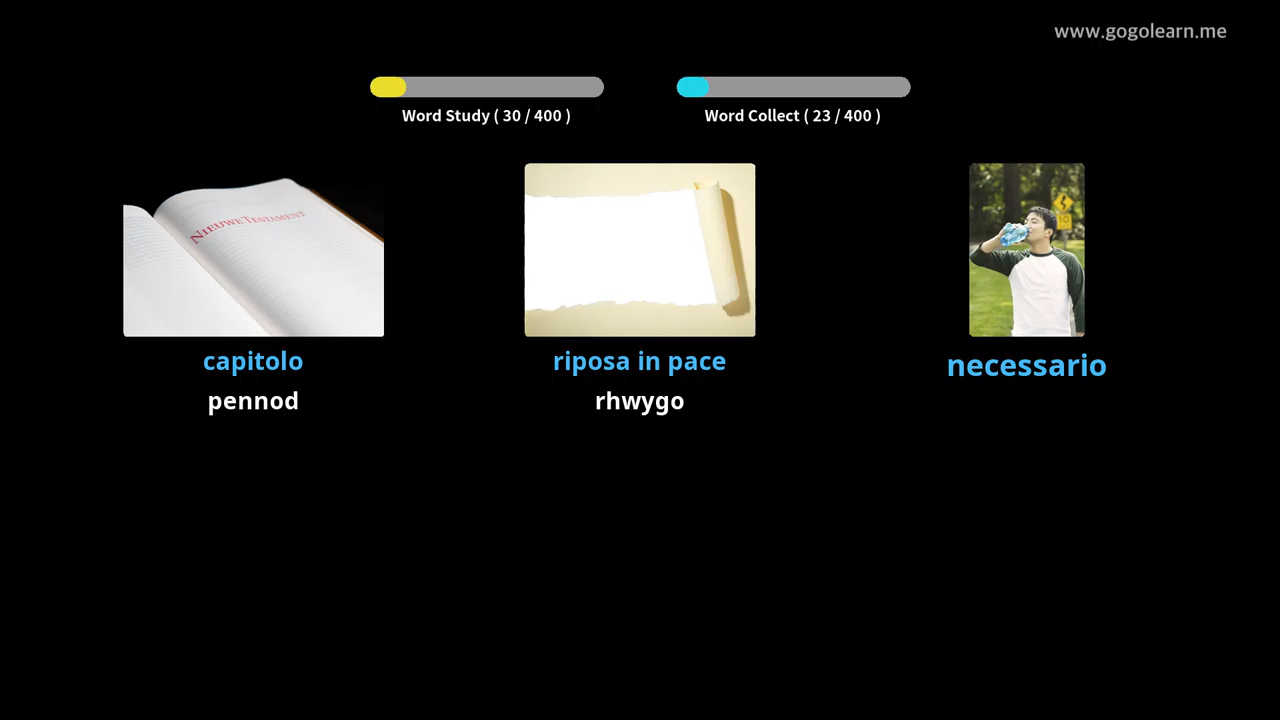 www.gogolearn.me
Word Study ( 30 / 400 )
Word Collect ( 23 / 400 )
NIEUWE TESTAMENT
capitolo
riposa in pace
necessario
pennod
rhwygo